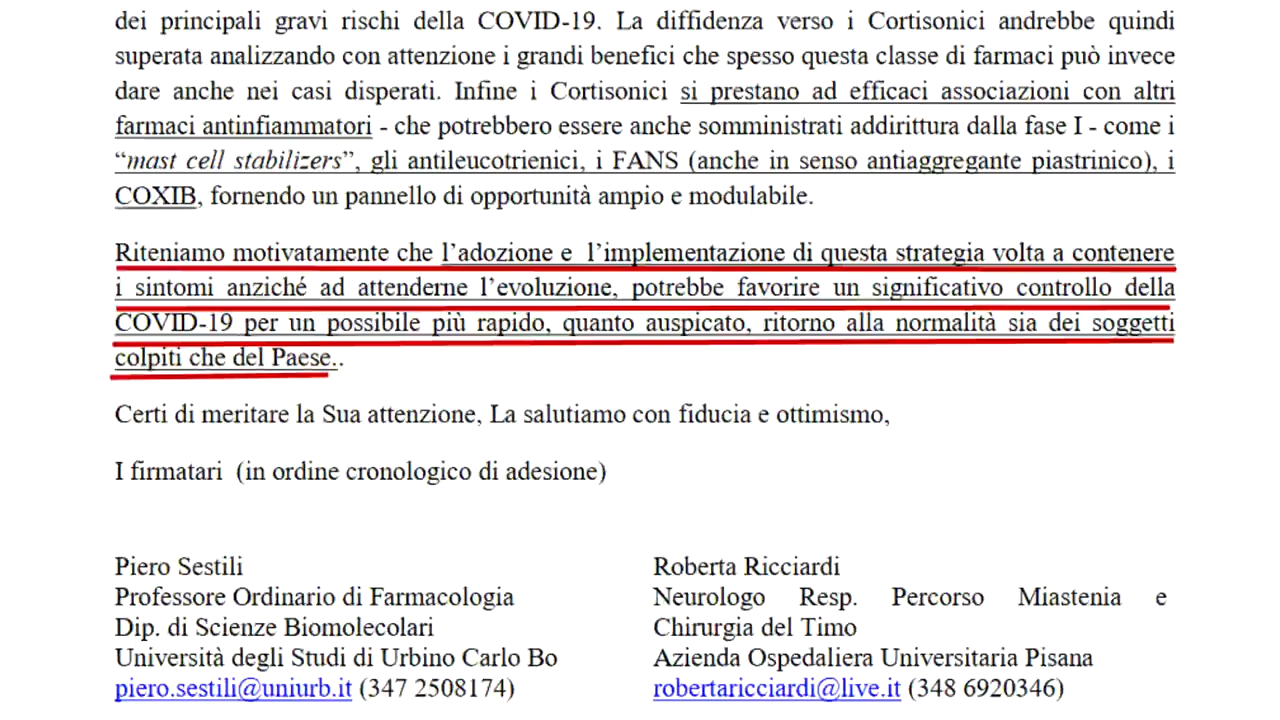 dei principali gravi rischi della COVID-19. La diffidenza verso i Cortisonici andrebbe quindi
superata analizzando con attenzione i grandi benefici che spesso questa classe di farmaci può invece
dare anche nei casi disperati. Infine i Cortisonici si prestano ad efficaci associazioni con altri
farmaci antinfiammatori - che potrebbero essere anche somministrati addirittura dalla fase I - come i
“mast cell stabilizers”, gli antileucotrienici, i FANS (anche in senso antiaggregante piastrinico), i
COXIB, fornendo un pannello di opportunità ampio e modulabile.
Riteniamo motivatamente che l’adozione e l’implementazione di questa strategia volta a contenere
i sintomi anziché ad attenderne l’evoluzione, potrebbe favorire un significativo controllo della
COVID-19 per un possibile più rapido, quanto auspicato, ritorno alla normalità sia dei soggetti
colpiti che del Paese..
Certi di meritare la Sua attenzione, La salutiamo con fiducia e ottimismo,
I firmatari (in ordine cronologico di adesione)
Piero Sestili
Professore Ordinario di Farmacologia
Dip. di Scienze Biomolecolari
Università degli Studi di Urbino Carlo Bo
piero.sestili@uniurb.it (347 2508174)
Roberta Ricciardi
Neurologo Resp. Percorso Miastenia e
Chirurgia del Timo
Azienda Ospedaliera Universitaria Pisana
robertaricciardi@live.it (348 6920346)